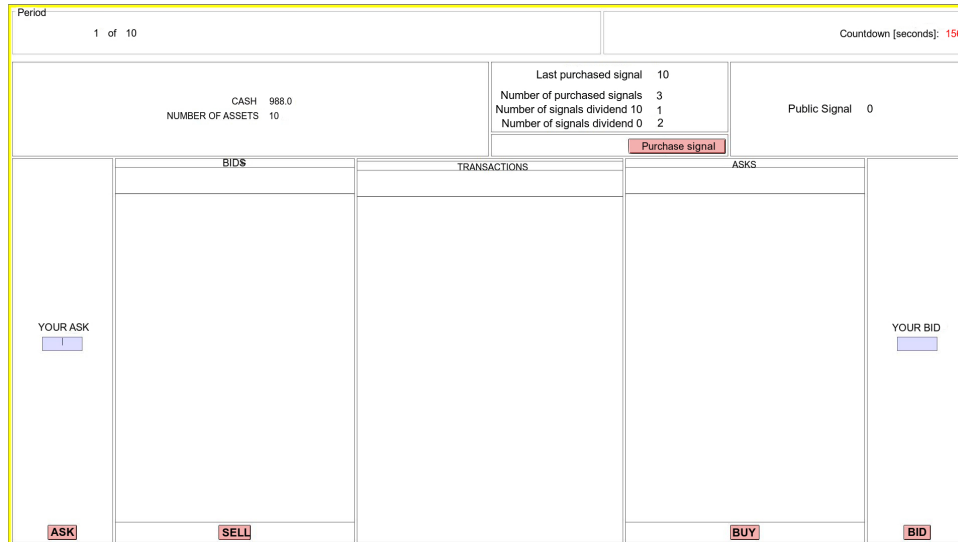 Period
1 of 10
Countdown [seconds]:
CASH 988.0
NUMBER OF ASSETS 10
Last purchased signal 10
Number of purchased signals 3
Number of signals dividend 10 1
Number of signals dividend 0 2
Purchase signal
Public Signal 0
BIDS
TRANSACTIONS
ASKS
YOUR ASK
YOUR BID
ASK
SELL
BUY
BID